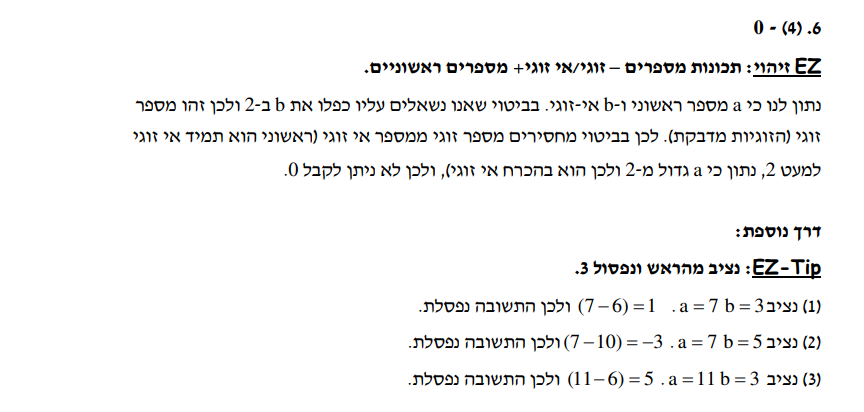 6. (4) - 0
EZ זיהוי: תכונות מספרים – זוגי/אי זוגי+ מספרים ראשוניים.
נתון לנו כי a מספר ראשוני ו-b אי-זוגי. בביטוי שאנו נשאלים עליו כפלו את b ב-2 ולכן זהו מספר
זוגי (הזוגיות מדבקת). לכן בביטוי מחסירים מספר זוגי ממספר אי זוגי (ראשוני הוא תמיד אי זוגי
למעט 2, נתון כי a גדול מ-2 ולכן הוא בהכרח אי זוגי), ולכן לא ניתן לקבל 0.
דרך נוספת:
EZ-Tip: נציב מהראש ונפסול 3.
(1) נציב a = 7 b = 3 . (7−6) = 1 ולכן התשובה נפסלת.
(2) נציב a = 7 b = 5 . (7−10) = −3 ולכן התשובה נפסלת.
(3) נציב a = 11 b = 3 . (11−6) = 5 ולכן התשובה נפסלת.